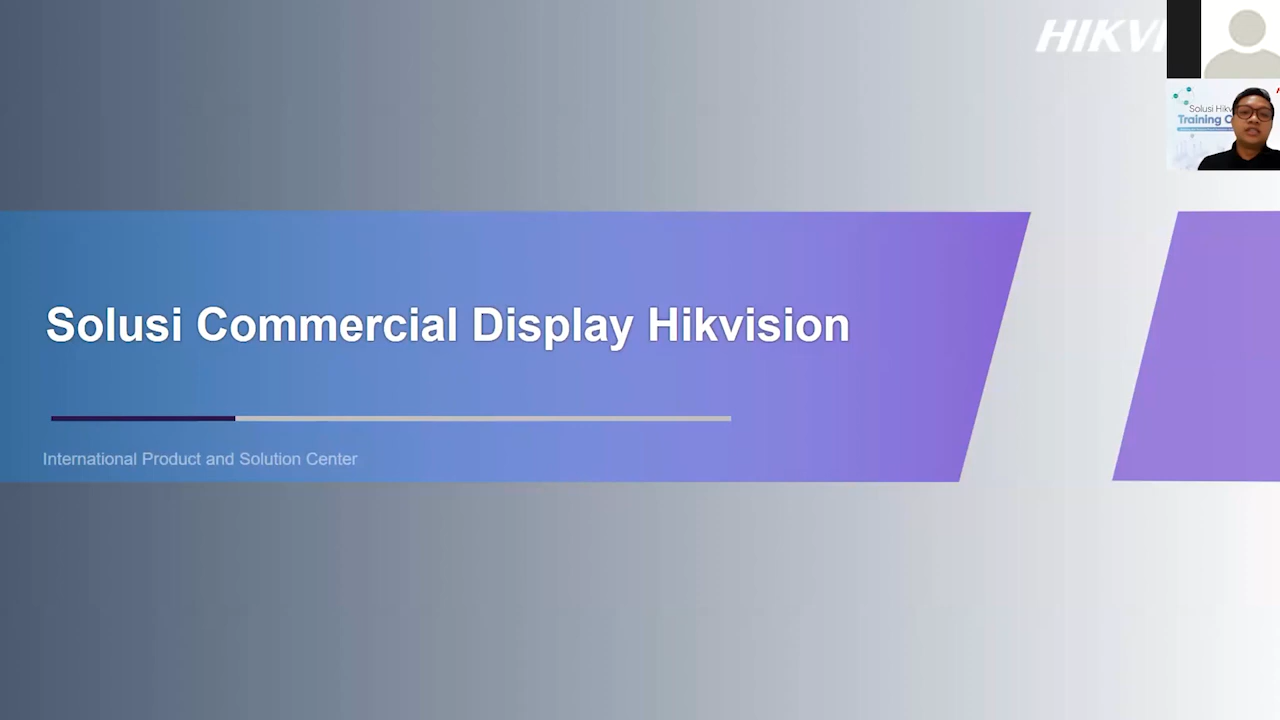 HIKVI
Solusi Hikv
Training
Solusi Commercial Display Hikvision
International Product and Solution Center